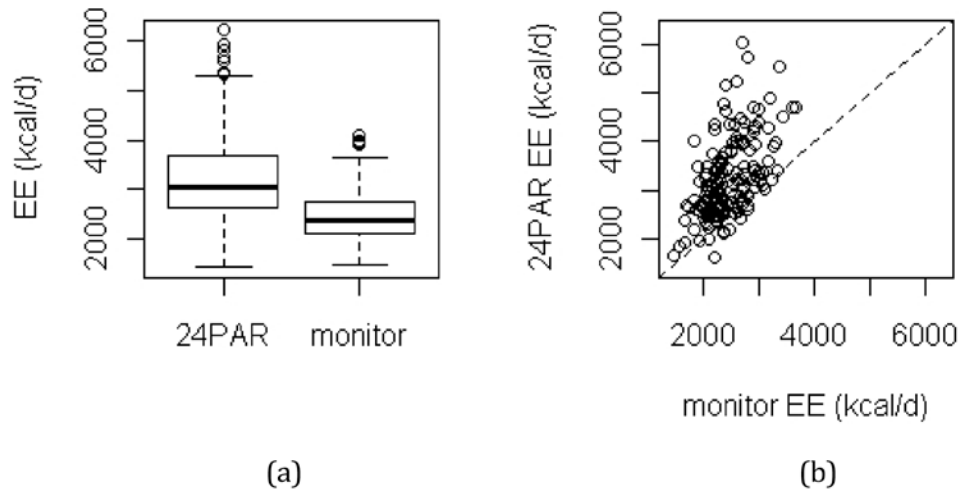 EE (kcal/d)
6000
4000
2000
24PAR monitor
(a)
24PAR EE (kcal/d)
6000
4000
2000
2000 4000 6000
monitor EE (kcal/d)
(b)